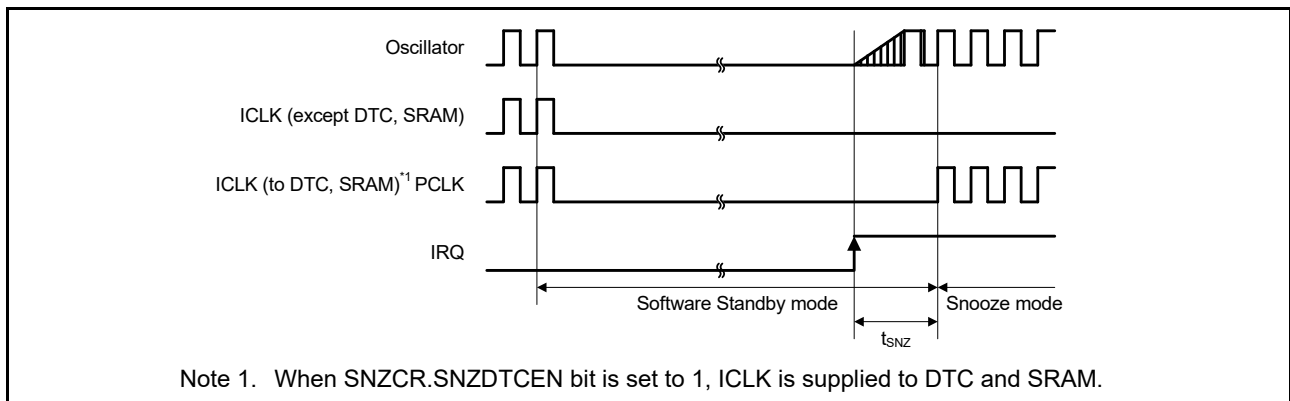 Oscillator
ICLK (except DTC, SRAM)
ICLK (to DTC, SRAM)*1 PCLK
IRQ
Software Standby mode
Snooze mode
tSNZ
Note 1. When SNZCR.SNZDTCEN bit is set to 1, ICLK is supplied to DTC and SRAM.